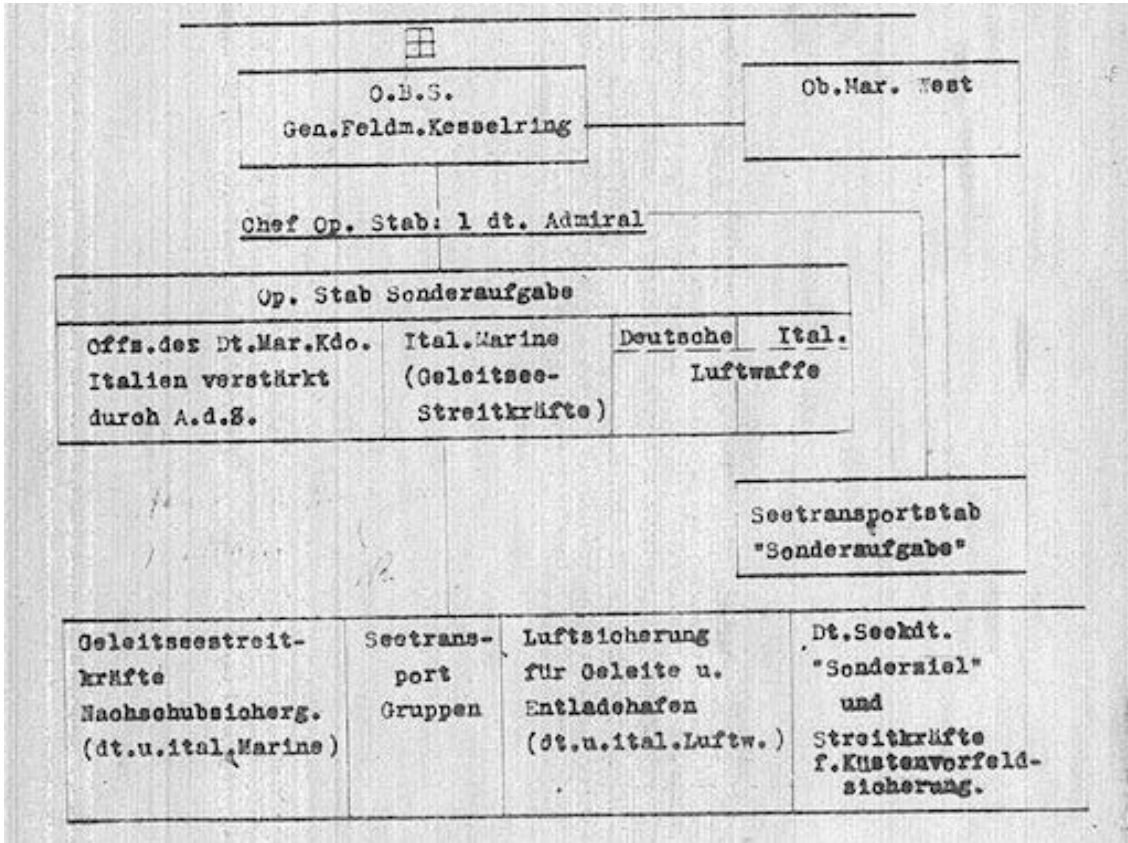 O.B.S.
Gen.Feldm.Kesselring
Ob.Mar. West
Chef Op. Stab: 1 dt. Admiral
Op. Stab Sonderaufgabe
Offs.des Dt.Mar.Kdo.
Italien verstärkt
durch A.d.S.
Ital.Marine
(Geleitsee-
Streitkräfte)
Deutsche Ital.
Luftwaffe
Seetransportstab
"Sonderaufgabe"
Geleitseestreit-
kräfte
Nachschubsicherg.
(dt.u.ital.Marine)
Seetrans-
port
Gruppen
Luftsicherung
für Geleite u.
Entladehafen
(dt.u.ital.Luftw.)
Dt.Seekdt.
"Sonderziel"
und
Streitkräfte
f.Küstenvorfeld-
sicherung.